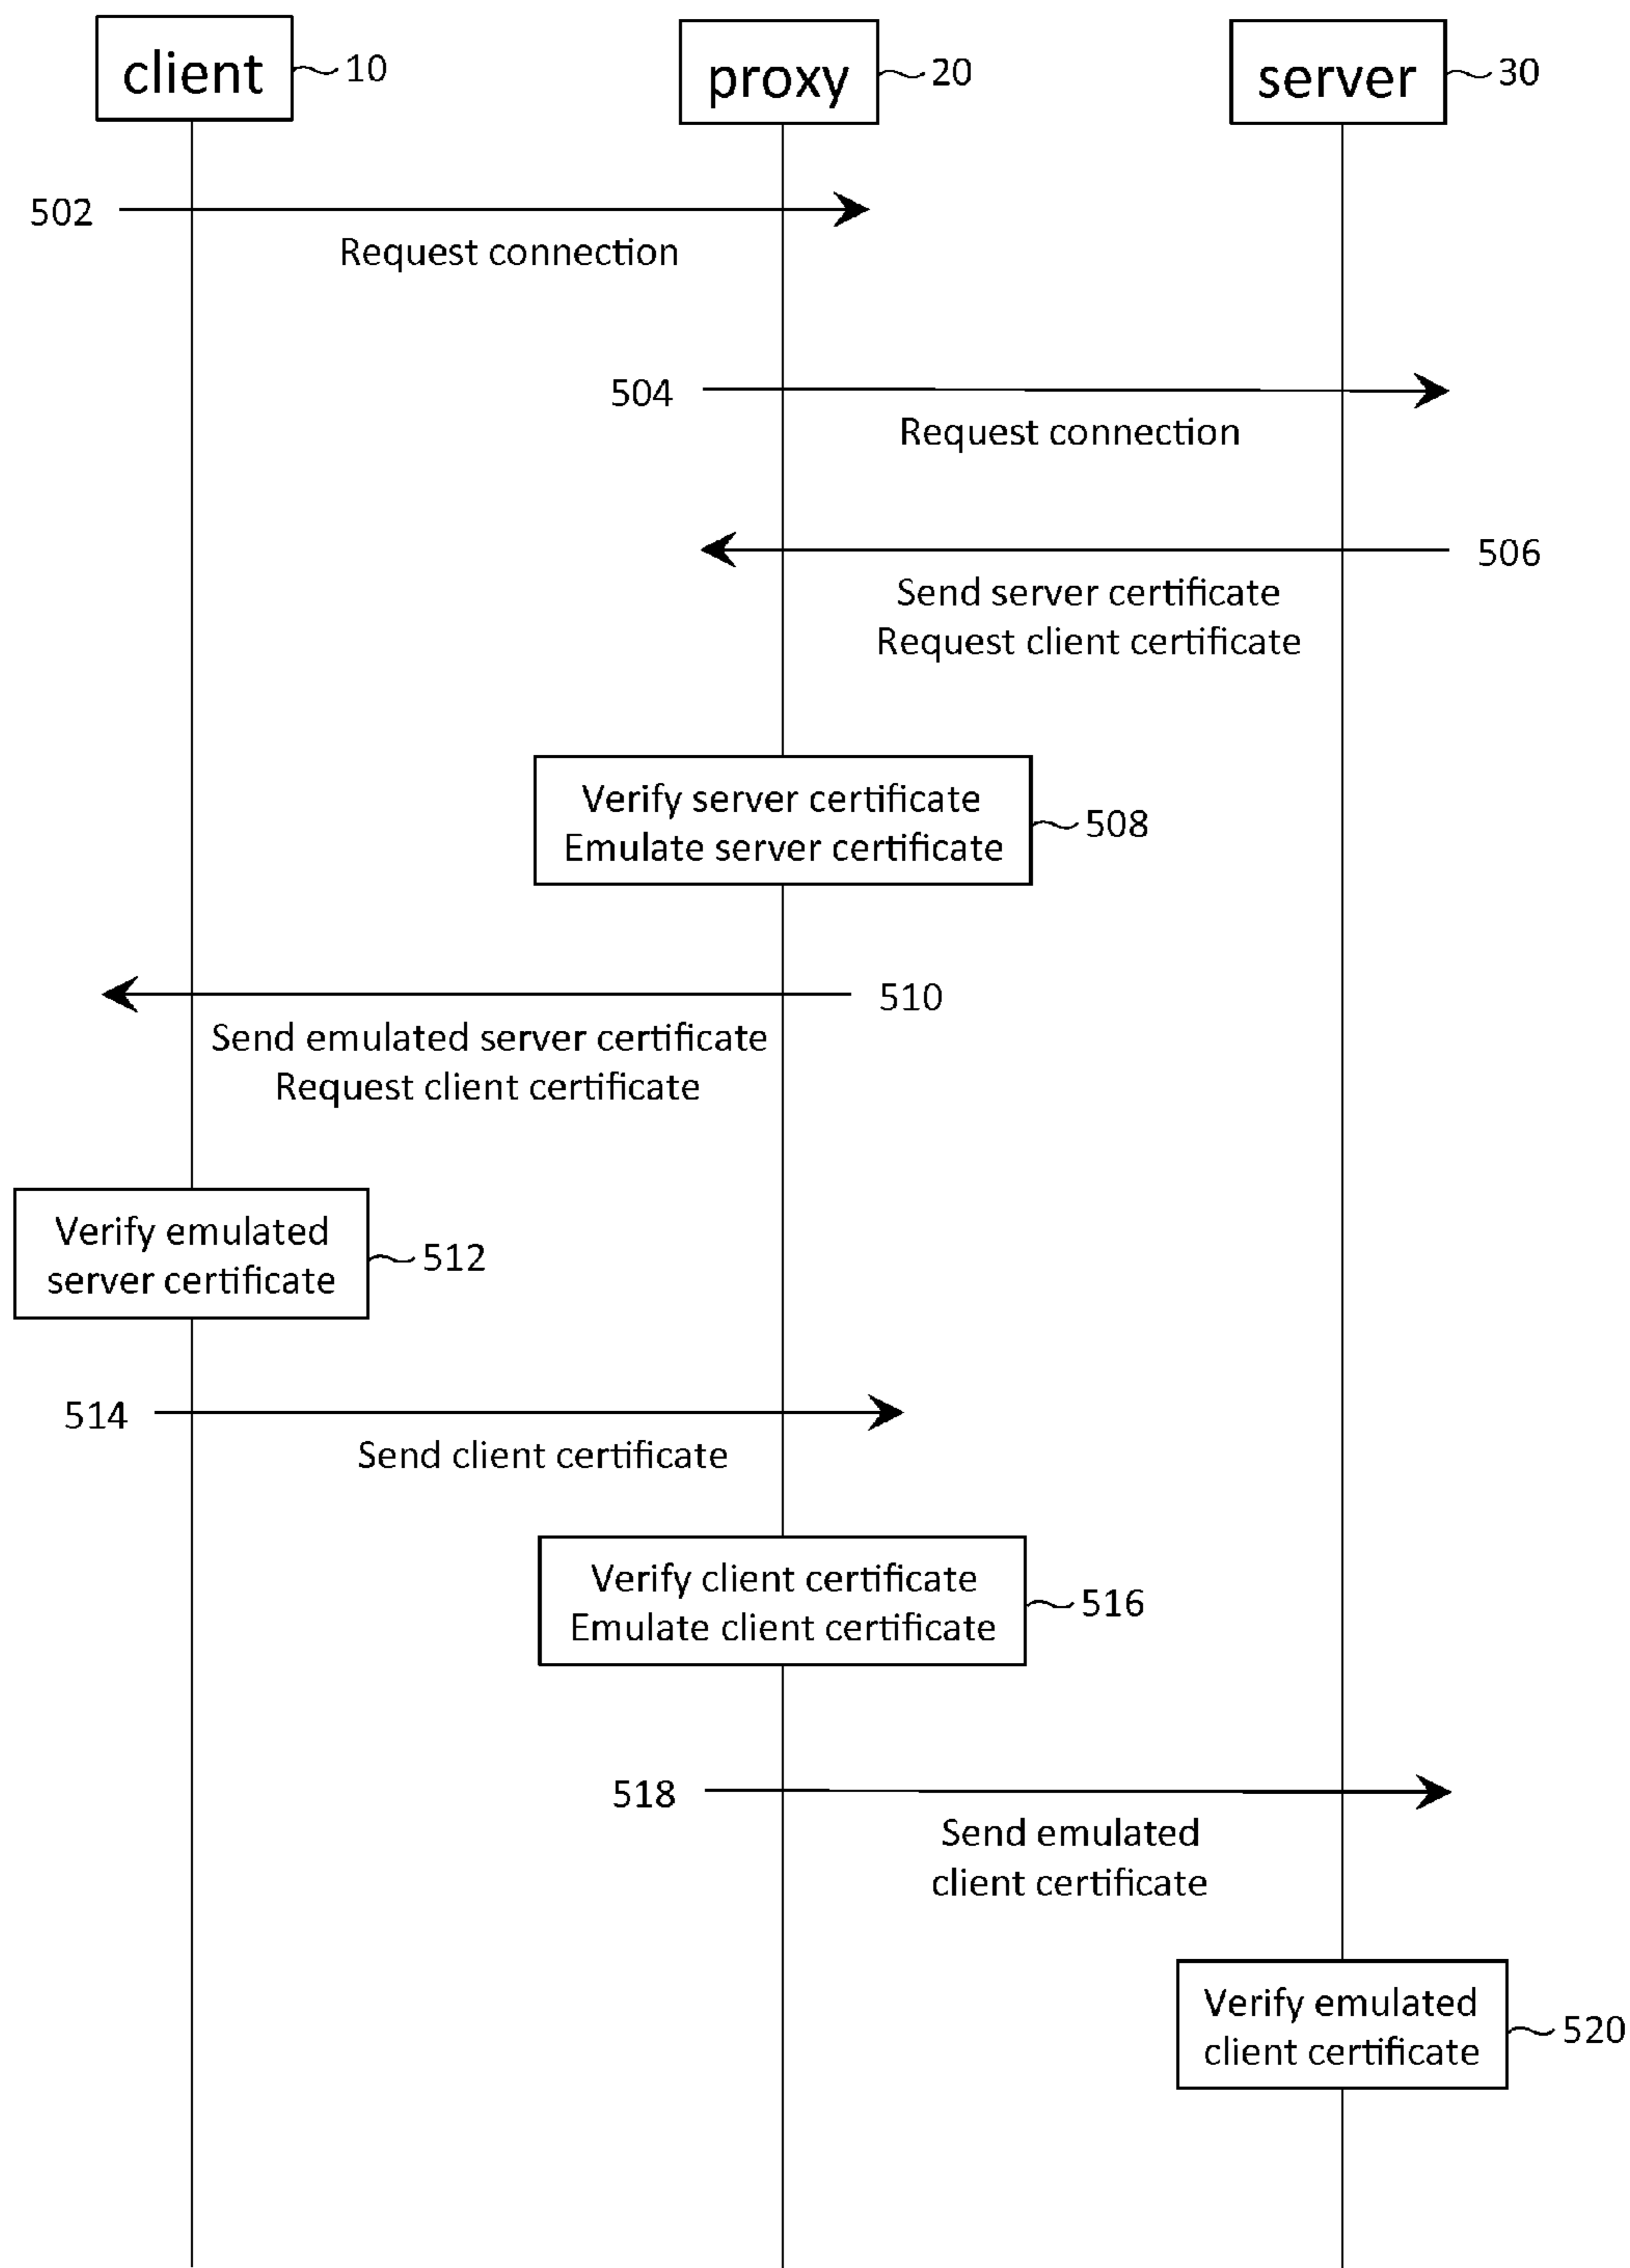 client
10
proxy
20
server
30
502
Request connection
504
Request connection
506
Send server certificate
Request client certificate
Verify server certificate
Emulate server certificate
508
510
Send emulated server certificate
Request client certificate
Verify emulated
server certificate
512
514
Send client certificate
Verify client certificate
Emulate client certificate
516
518
Send emulated
client certificate
Verify emulated
client certificate
520